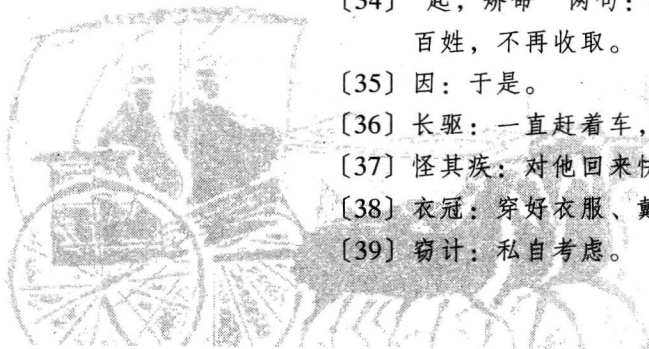 〔34〕“起，矫命”两句：
百姓，不再收取。
〔35〕因：于是。
〔36〕长驱：一直赶着车，
〔37〕怪其疾：对他回来快
〔38〕衣冠：穿好衣服、戴
〔39〕窃计：私自考虑。